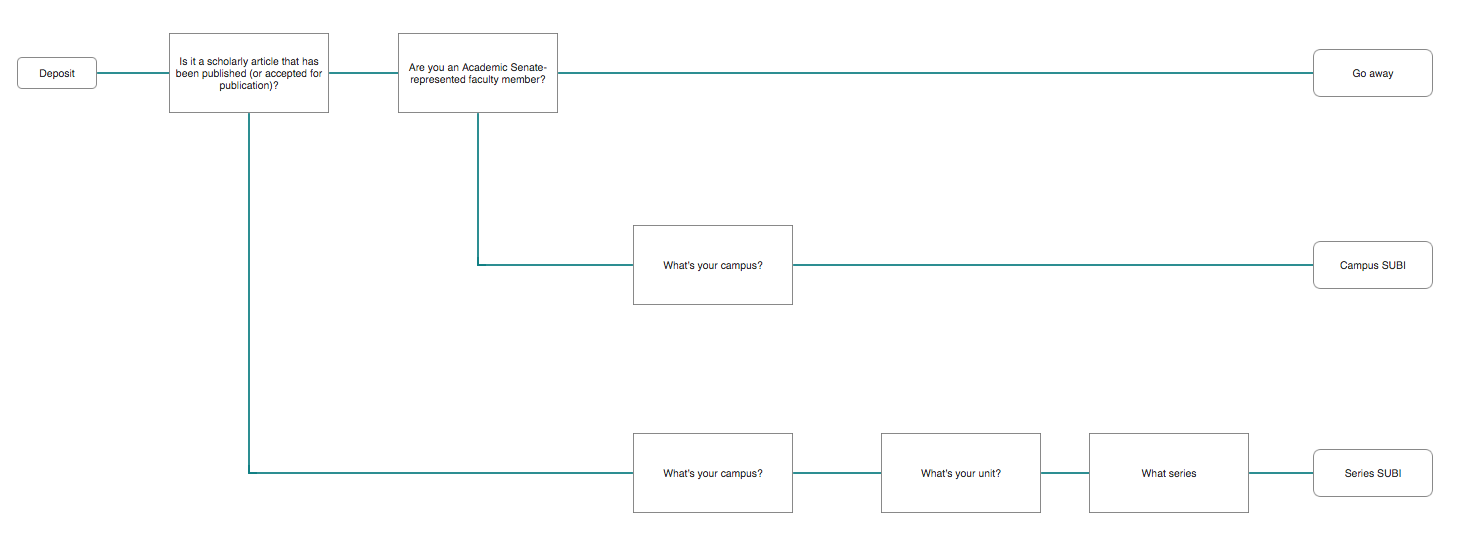 Deposit
Is it a scholarly article that has
been published (or accepted for
publication)?
Are you an Academic Senate-
represented faculty member?
Go away
What's your campus?
Campus SUBI
What's your campus?
What's your unit?
What series
Series SUBI